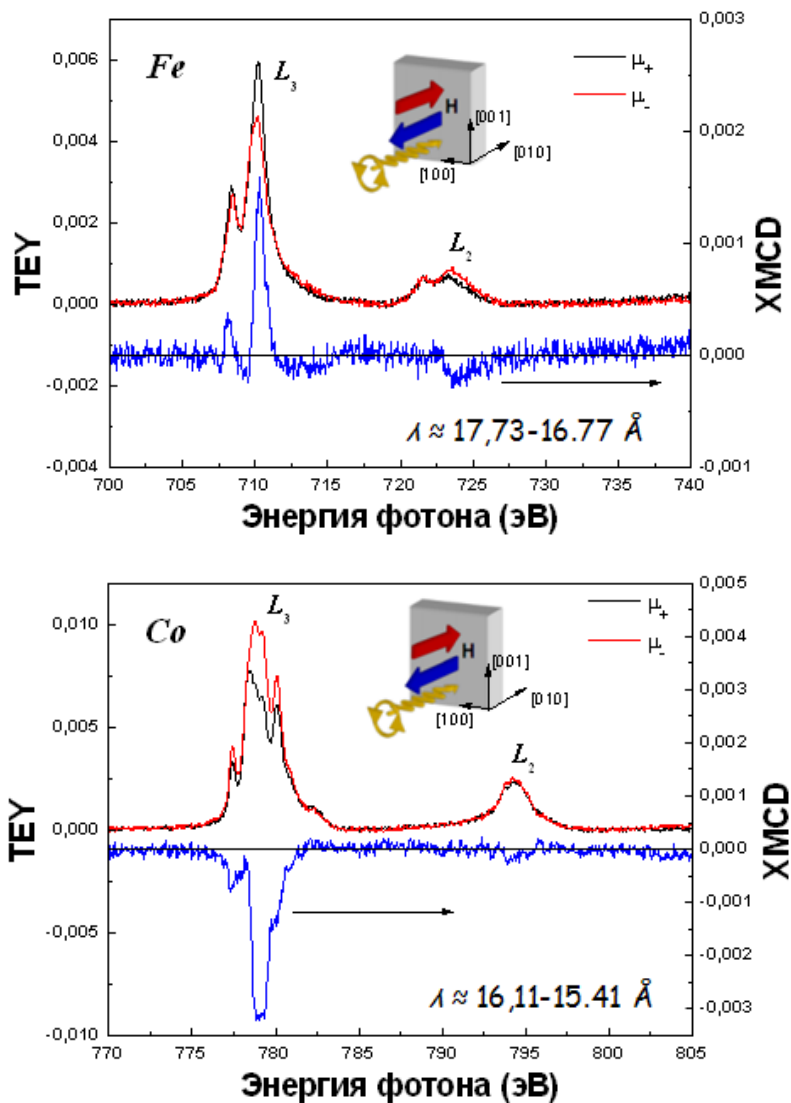 Fe
L3
H
[001]
[010]
[100]
μ+
μ-
L2
TEY
XMCD
0,006
0,004
0,002
0,000
-0,002
-0,004
0,003
0,002
0,001
0,000
-0,001
λ ≈ 17,73-16.77 Å
700 705 710 715 720 725 730 735 740
Энергия фотона (эВ)
Co
L3
H
[001]
[010]
[100]
μ+
μ-
L2
TEY
XMCD
0,010
0,005
0,000
-0,005
-0,010
0,005
0,004
0,003
0,002
0,001
0,000
-0,001
-0,002
-0,003
λ ≈ 16,11-15.41 Å
770 775 780 785 790 795 800 805
Энергия фотона (эВ)